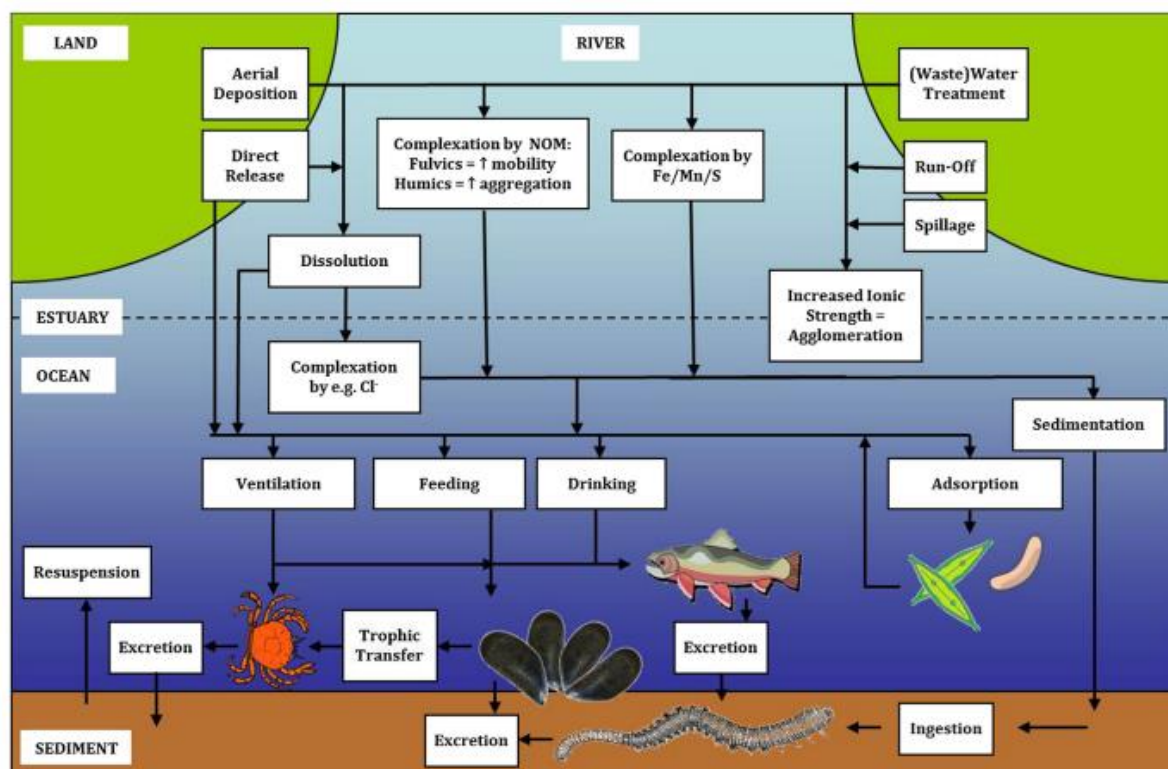 LAND
RIVER
Aerial
Deposition
(Waste)Water
Treatment
Direct
Release
Complexation by NOM:
Fulvics = ↑ mobility
Humics = ↑ aggregation
Complexation by
Fe/Mn/S
Run-Off
Spillage
Dissolution
Increased Ionic
Strength =
Agglomeration
ESTUARY
OCEAN
Complexation
by e.g. Cl⁻
Sedimentation
Ventilation
Feeding
Drinking
Adsorption
Resuspension
Excretion
Trophic
Transfer
Excretion
SEDIMENT
Excretion
Ingestion